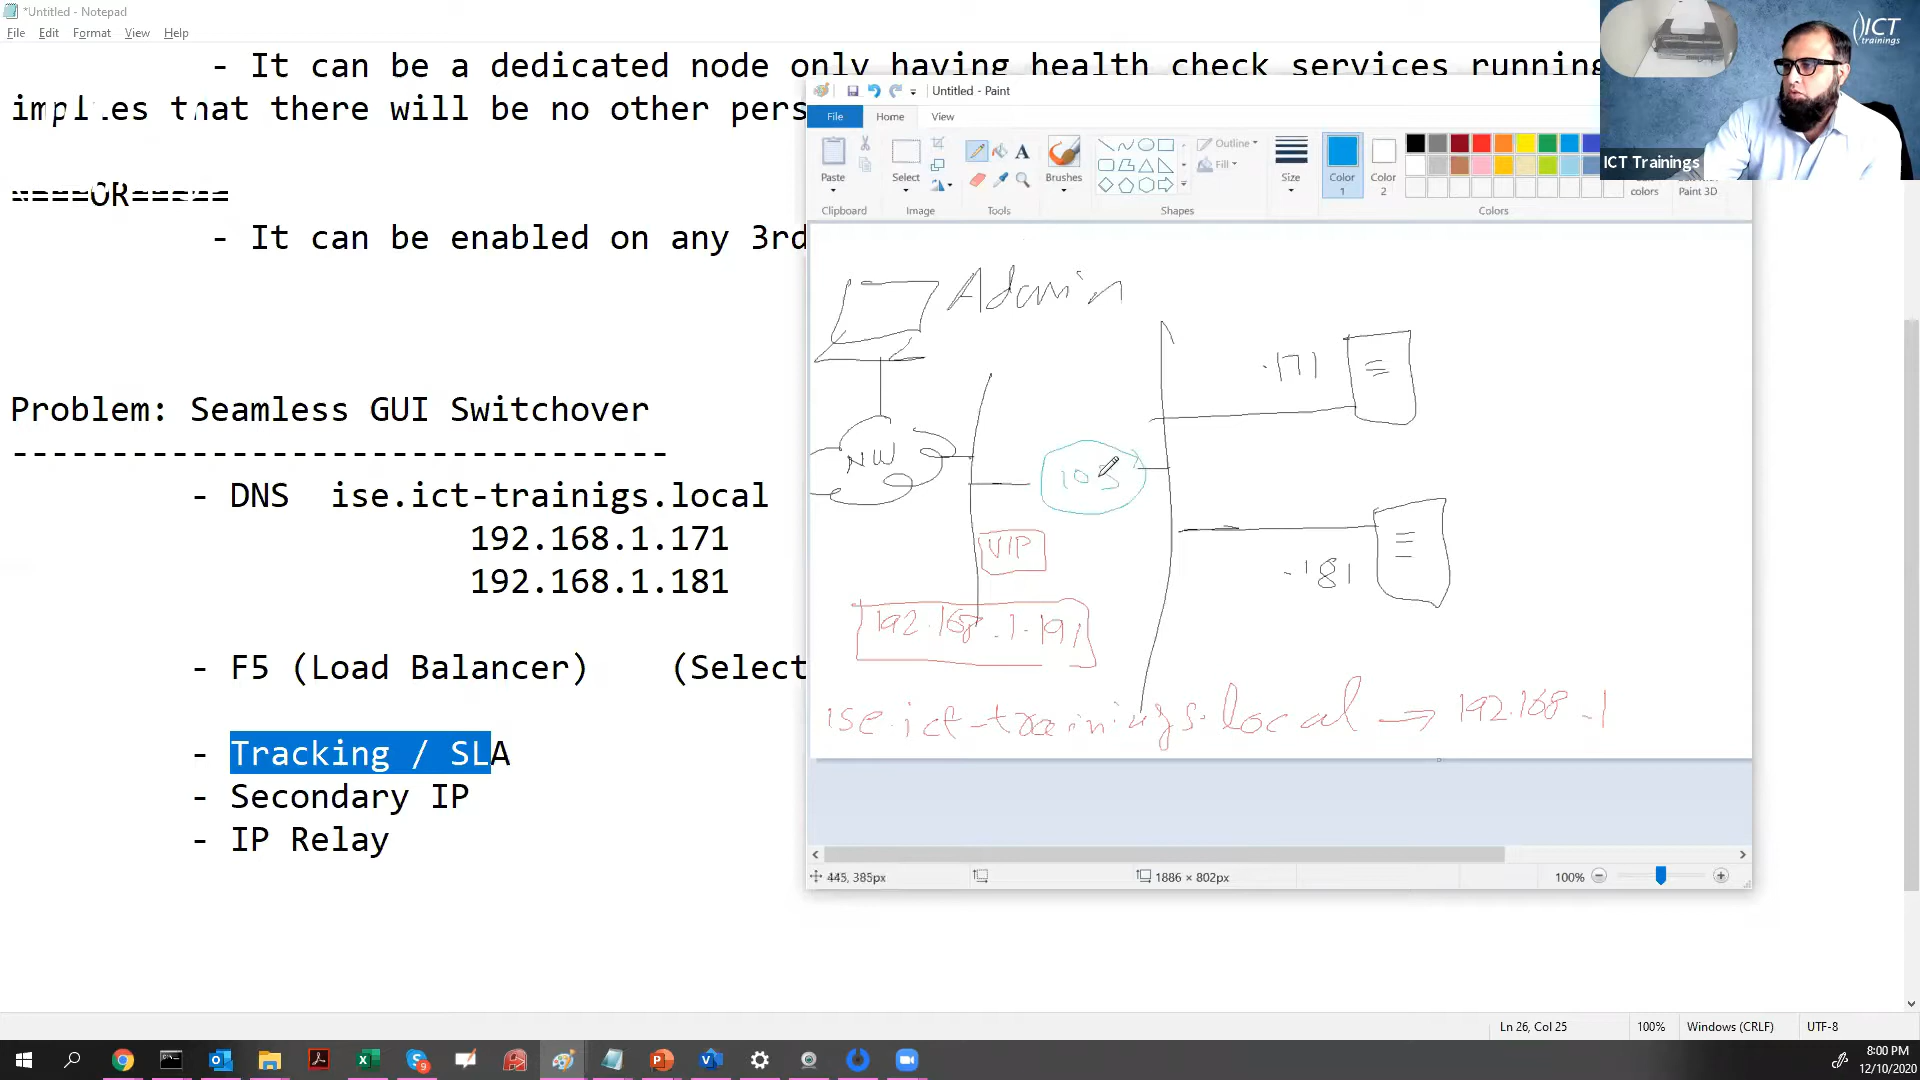 *Untitled - Notepad
File Edit Format View Help
- It can be a dedicated node only having health check services running
implies that there will be no other pers
====OR=====
- It can be enabled on any 3rd
Problem: Seamless GUI Switchover
---------------------------------
- DNS ise.ict-trainigs.local
192.168.1.171
192.168.1.181
- F5 (Load Balancer) (Select
- Tracking / SLA
- Secondary IP
- IP Relay
Untitled - Paint
File Home View
Paste
Select
Brushes
Outline
Fill
Size
Color 1
Color 2
colors
Paint 3D
Clipboard Image Tools Shapes Colors
Admin
NW
IOS
.171
.181
VIP
192.168.1.191
ise.ict-trainings.local → 192.168.1
445, 385px
1886 × 802px
100%
ICT trainings
ICT Trainings
Ln 26, Col 25
100%
Windows (CRLF)
UTF-8
8:00 PM
12/10/2020